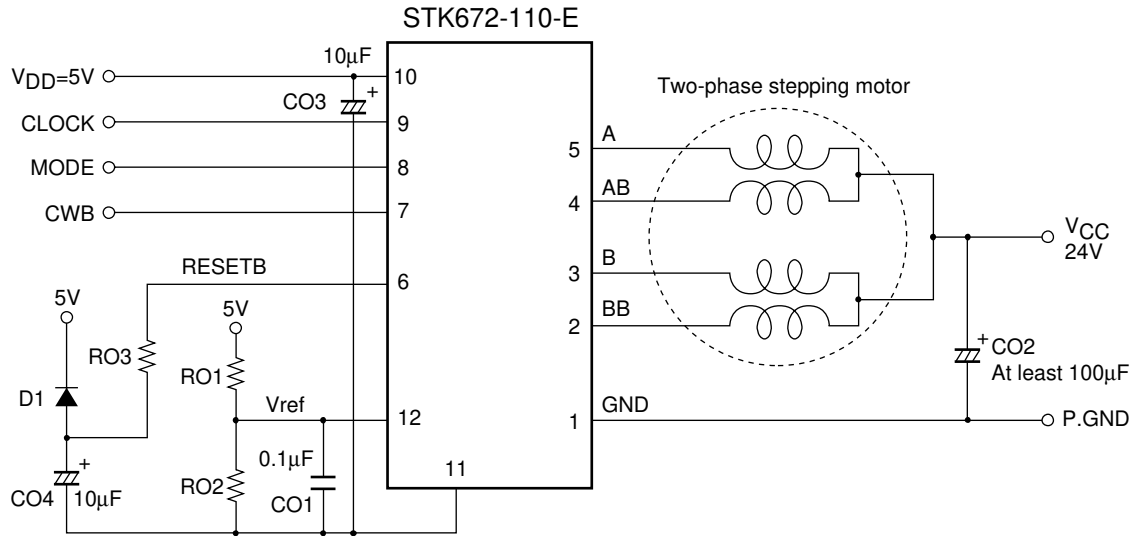 STK672-110-E
10μF
VDD=5V
10
CO3
+
CLOCK
9
MODE
8
CWB
7
RESETB
6
5V
5V
RO3
RO1
D1
Vref
12
+
0.1μF
CO4
10μF
RO2
CO1
11
Two-phase stepping motor
5
A
4
AB
3
B
2
BB
1
GND
VCC
24V
+
CO2
At least 100μF
P.GND